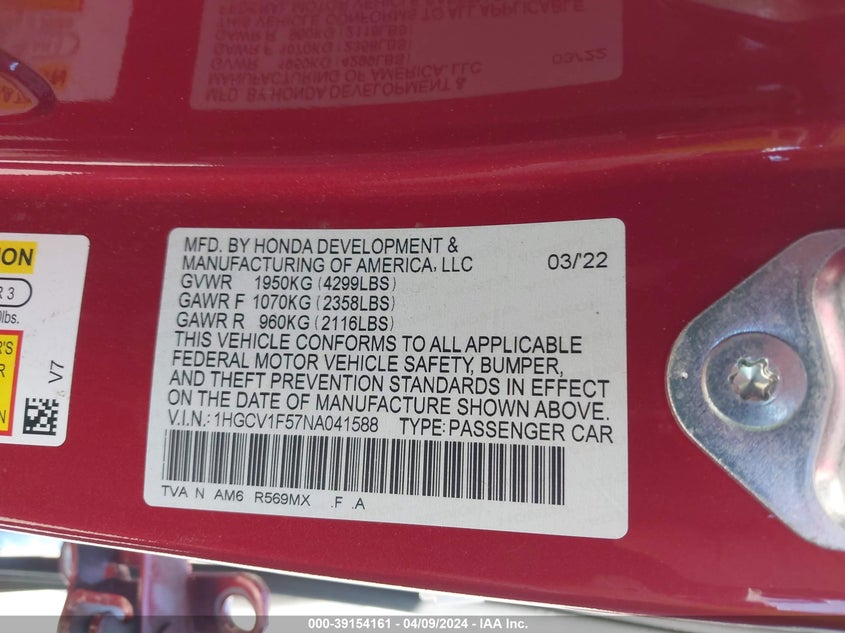 MFD. BY HONDA DEVELOPMENT &
MANUFACTURING OF AMERICA, LLC 03/'22
GVWR 1950KG (4299LBS)
GAWR F 1070KG (2358LBS)
GAWR R 960KG (2116LBS)
THIS VEHICLE CONFORMS TO ALL APPLICABLE
FEDERAL MOTOR VEHICLE SAFETY, BUMPER,
AND THEFT PREVENTION STANDARDS IN EFFECT
ON THE DATE OF MANUFACTURE SHOWN ABOVE.
V.I.N.: 1HGCV1F57NA041588 TYPE: PASSENGER CAR
TVA N AM6 R569MX .F .A
V7
000-39154161 - 04/09/2024 - IAA Inc.